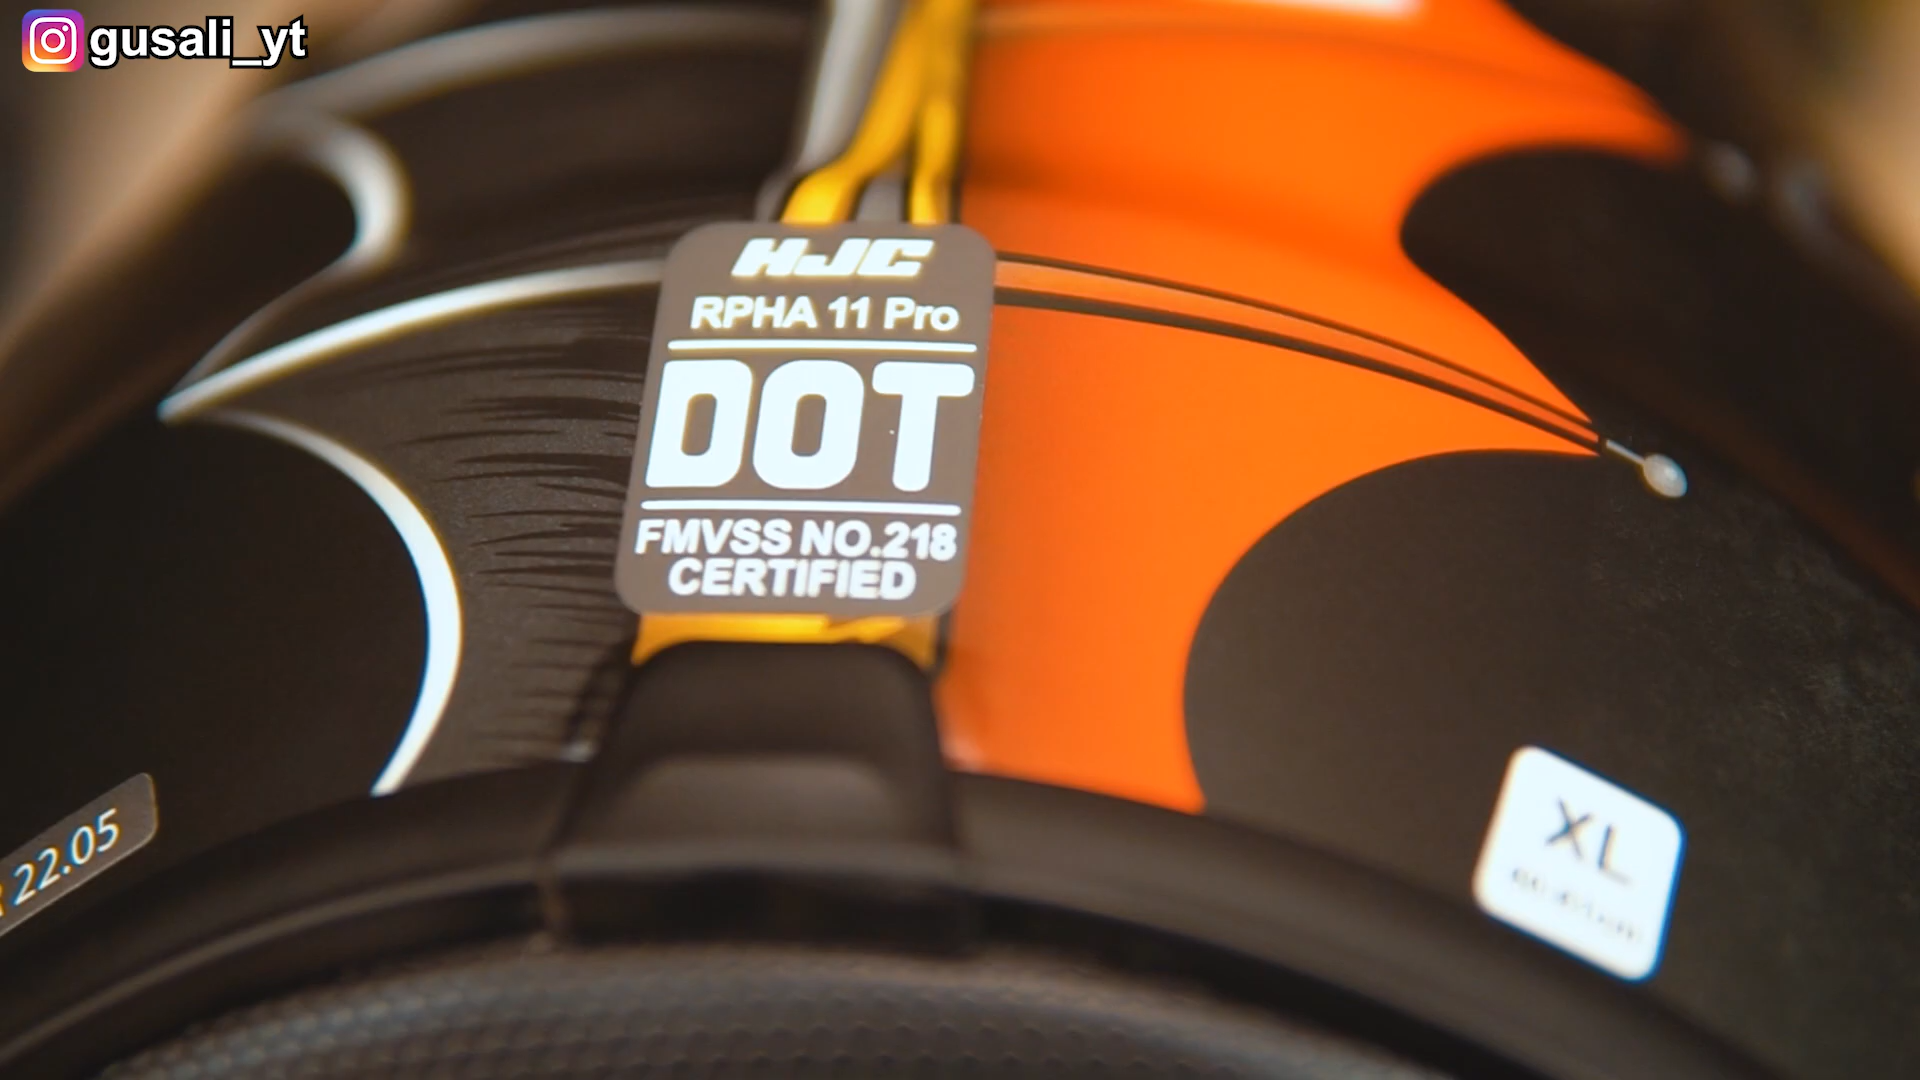 gusali_yt
HJC
RPHA 11 Pro
DOT
FMVSS NO.218
CERTIFIED
22.05
XL